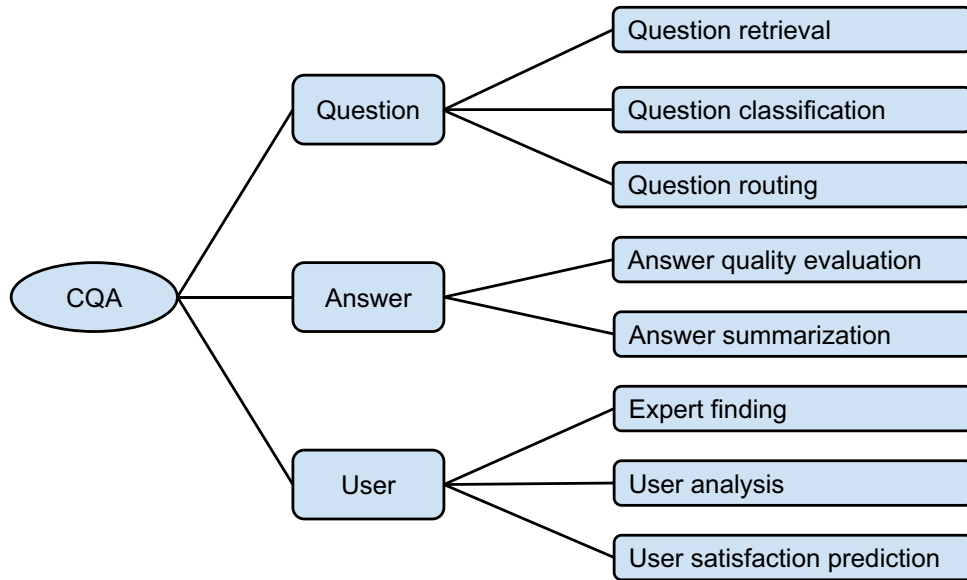 CQA
Question
Question retrieval
Question classification
Question routing
Answer
Answer quality evaluation
Answer summarization
User
Expert finding
User analysis
User satisfaction prediction